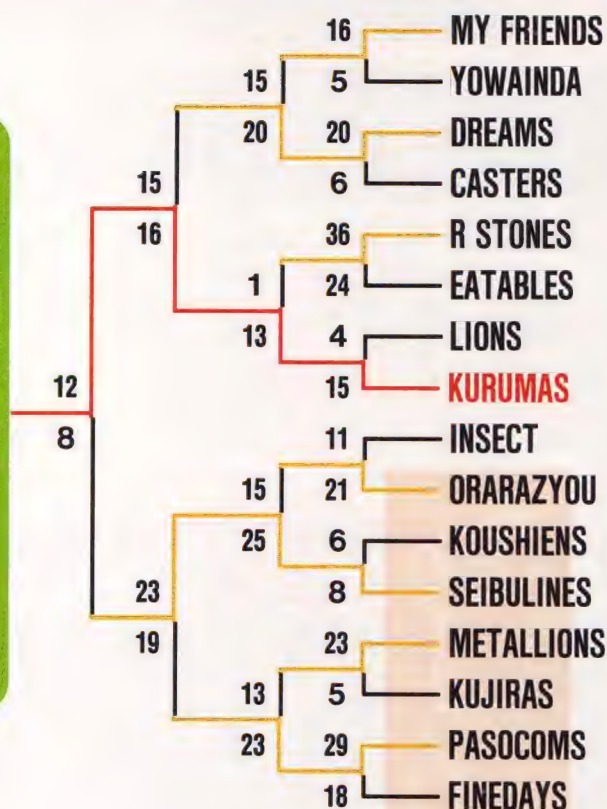 16 MY FRIENDS
15 5 YOWAINDA
20 20 DREAMS
15 6 CASTERS
16 36 R STONES
1 24 EATABLES
13 4 LIONS
12 15 KURUMAS
8 11 INSECT
15 21 ORARAZYOU
25 6 KOUSHIENS
23 8 SEIBULINES
19 23 METALLIONS
13 5 KUJIRAS
23 29 PASOCOMS
18 FINEDAYS